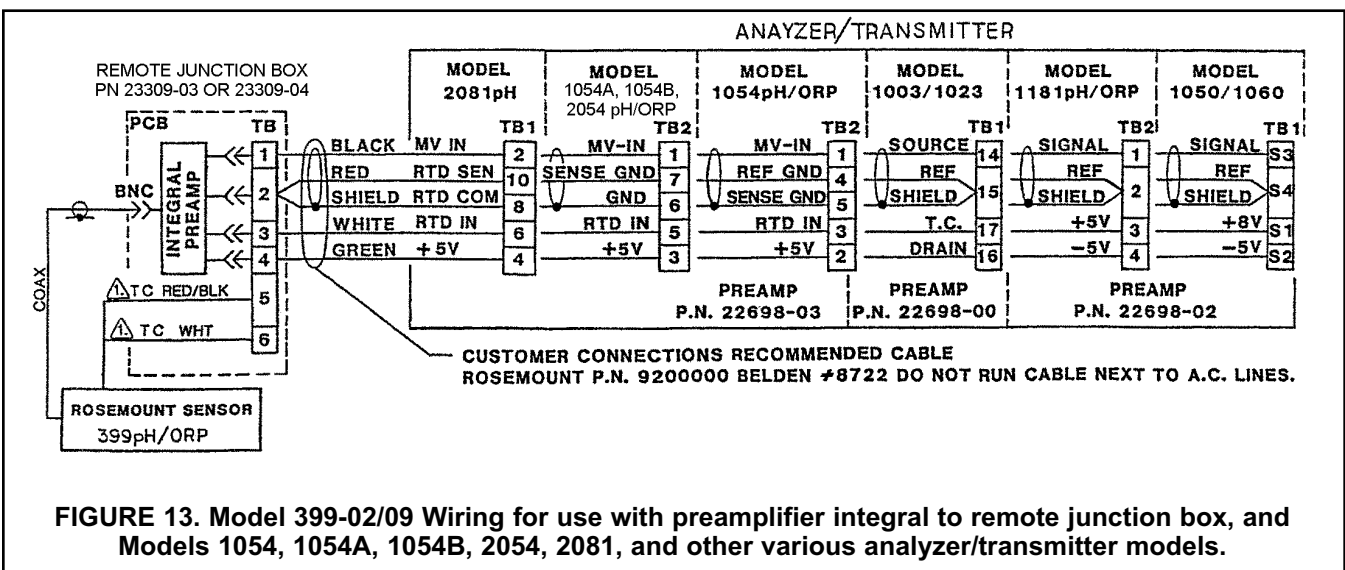 ANAYZER/TRANSMITTER
REMOTE JUNCTION BOX
PN 23309-03 OR 23309-04
MODEL
2081pH
MODEL
1054A, 1054B,
2054 pH/ORP
MODEL
1054pH/ORP
MODEL
1003/1023
MODEL
1181pH/ORP
MODEL
1050/1060
PCB TB TB1 TB2 TB2 TB1 TB2 TB1
1 BLACK MV IN 2 MV-IN 1 MV-IN 1 SOURCE 14 SIGNAL 1 SIGNAL S3
RED RTD SEN 10 SENSE GND 7 REF GND 4 REF REF REF
BNC 2 15 2 S4
SHIELD RTD COM 8 GND 6 SENSE GND 5 SHIELD SHIELD SHIELD
3 WHITE RTD IN 6 RTD IN 5 RTD IN 3 T.C. 17 +5V 3 +8V S1
4 GREEN +5V 4 +5V 3 +5V 2 DRAIN 16 -5V 4 -5V S2
INTEGRAL
PREAMP
COAX
1. TC RED/BLK 5
1. TC WHT 6
PREAMP
P.N. 22698-03
PREAMP
P.N. 22698-00
PREAMP
P.N. 22698-02
CUSTOMER CONNECTIONS RECOMMENDED CABLE
ROSEMOUNT P.N. 9200000 BELDEN #8722 DO NOT RUN CABLE NEXT TO A.C. LINES.
ROSEMOUNT SENSOR
399pH/ORP
FIGURE 13. Model 399-02/09 Wiring for use with preamplifier integral to remote junction box, and
Models 1054, 1054A, 1054B, 2054, 2081, and other various analyzer/transmitter models.